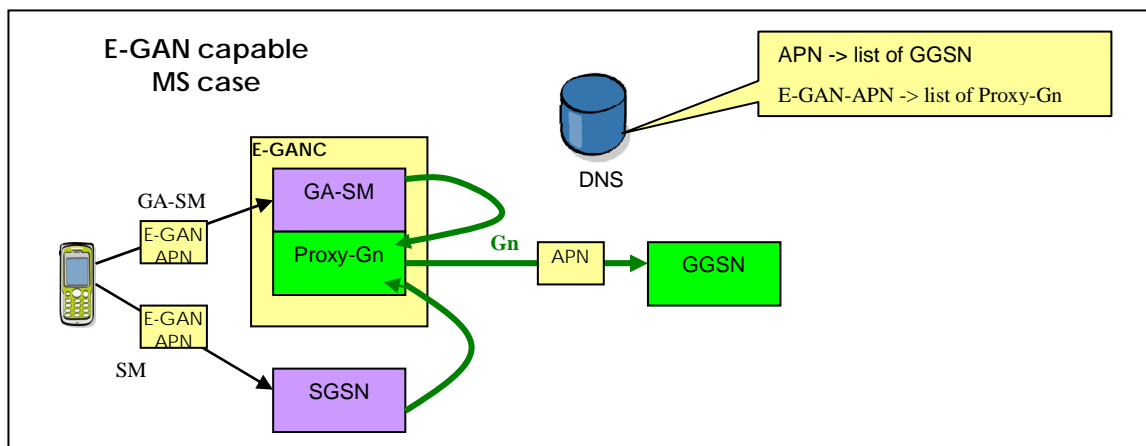 E-GAN capable
MS case
APN -> list of GGSN
E-GAN-APN -> list of Proxy-Gn
DNS
E-GANC
GA-SM
GA-SM
E-GAN
APN
Proxy-Gn
Gn
APN
GGSN
E-GAN
APN
SM
SGSN